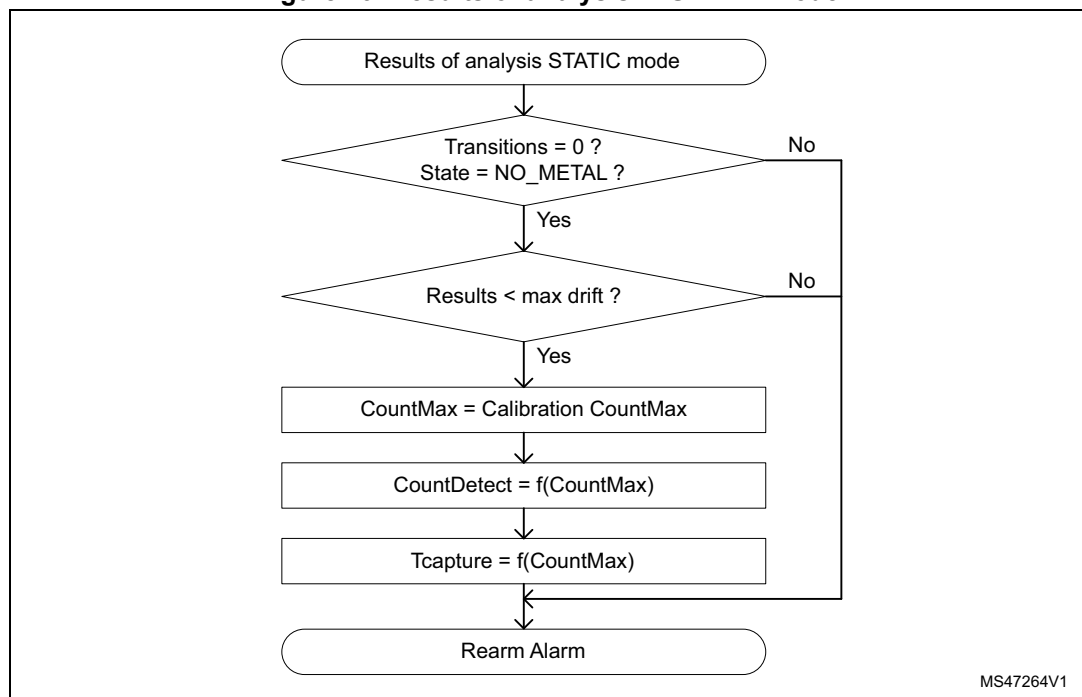 Results of analysis STATIC mode
Transitions = 0 ?
State = NO_METAL ?
No
Yes
Results < max drift ?
No
Yes
CountMax = Calibration CountMax
CountDetect = f(CountMax)
Tcapture = f(CountMax)
Rearm Alarm
MS47264V1